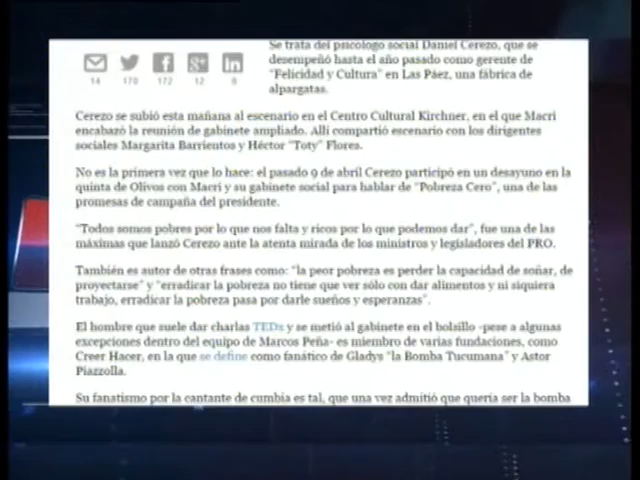 Se trata del psicólogo social Daniel Cerezo, que se
desempeñó hasta el año pasado como gerente de
"Felicidad y Cultura" en Las Páez, una fábrica de
alpargatas.
14 170 172 12 8
Cerezo se subió esta mañana al escenario en el Centro Cultural Kirchner, en el que Macri
encabazó la reunión de gabinete ampliado. Allí compartió escenario con los dirigentes
sociales Margarita Barrientos y Héctor "Toty" Flores.
No es la primera vez que lo hace: el pasado 9 de abril Cerezo participó en un desayuno en la
quinta de Olivos con Macri y su gabinete social para hablar de "Pobreza Cero", una de las
promesas de campaña del presidente.
"Todos somos pobres por lo que nos falta y ricos por lo que podemos dar", fue una de las
máximas que lanzó Cerezo ante la atenta mirada de los ministros y legisladores del PRO.
También es autor de otras frases como: "la peor pobreza es perder la capacidad de soñar, de
proyectarse" y "erradicar la pobreza no tiene que ver sólo con dar alimentos y ni siquiera
trabajo, erradicar la pobreza pasa por darle sueños y esperanzas".
El hombre que suele dar charlas TEDx y se metió al gabinete en el bolsillo -pese a algunas
excepciones dentro del equipo de Marcos Peña- es miembro de varias fundaciones, como
Creer Hacer, en la que se define como fanático de Gladys "la Bomba Tucumana" y Astor
Piazzolla.
Su fanatismo por la cantante de cumbia es tal, que una vez admitió que quería ser la bomba